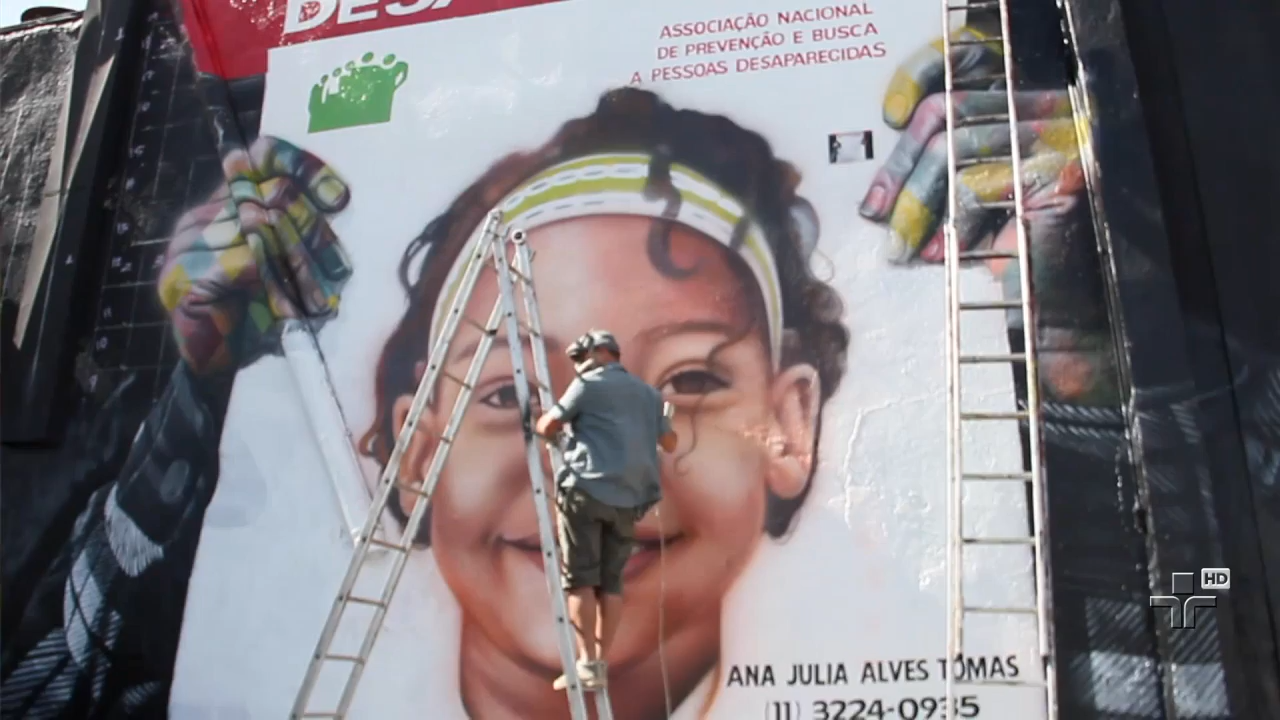 ASSOCIAÇÃO NACIONAL
DE PREVENÇÃO E BUSCA
A PESSOAS DESAPARECIDAS
HD
ANA JULIA ALVES TOMAS
(11) 3224-0935